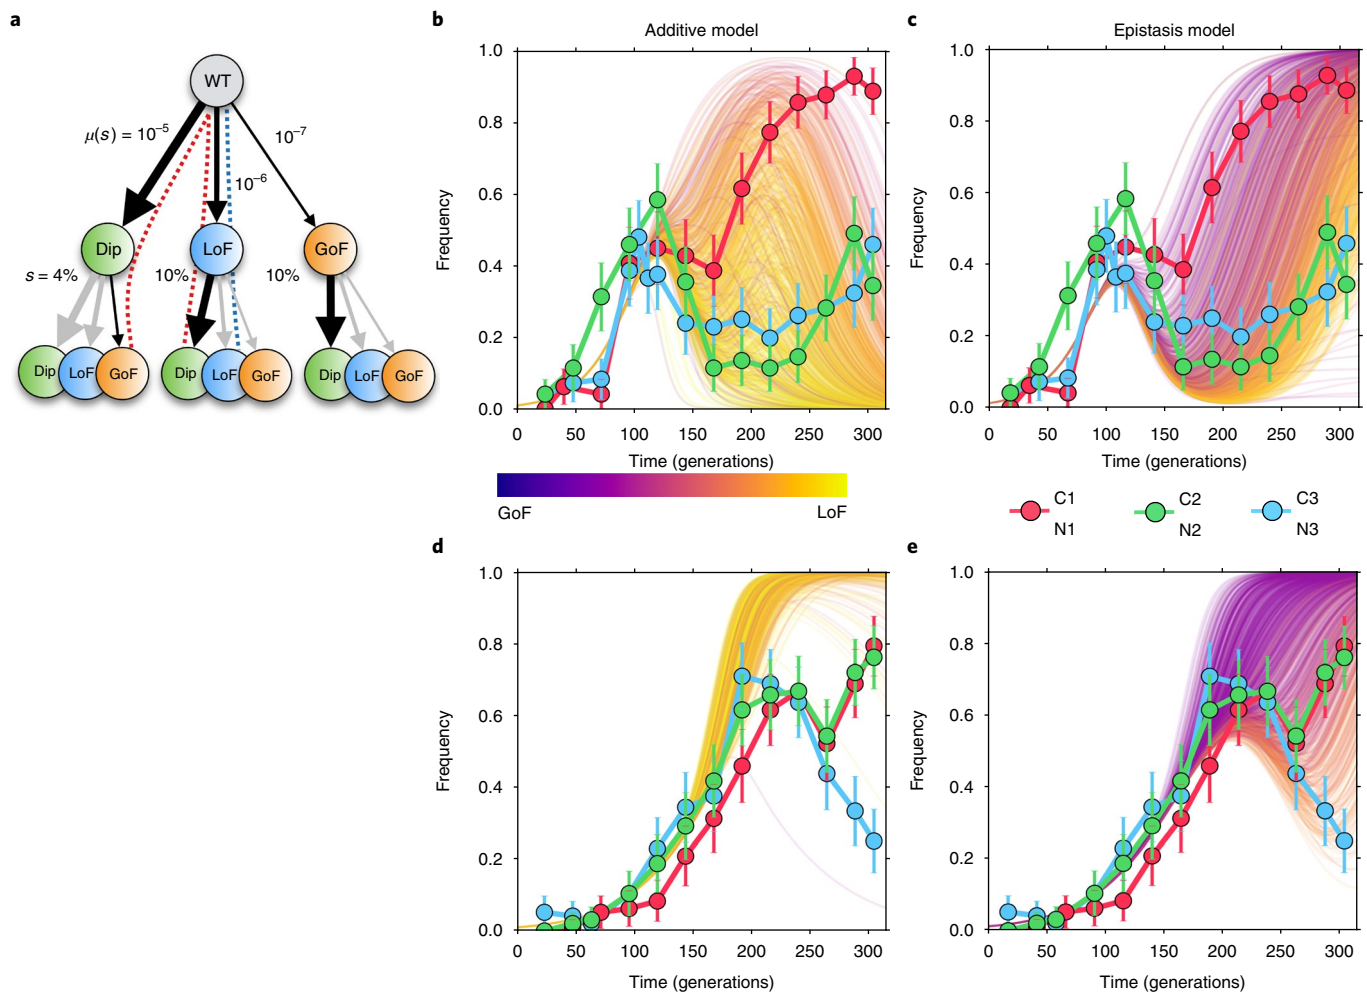 a
WT
μ(s) = 10⁻⁵
10⁻⁷
10⁻⁶
Dip
LoF
GoF
s = 4%
10%
10%
Dip
LoF
GoF
Dip
LoF
GoF
Dip
LoF
GoF
b
Additive model
1.0
0.8
0.6
0.4
0.2
0.0
Frequency
0 50 100 150 200 250 300
Time (generations)
c
Epistasis model
1.0
0.8
0.6
0.4
0.2
0.0
Frequency
0 50 100 150 200 250 300
Time (generations)
GoF
LoF
C1
N1
C2
N2
C3
N3
d
1.0
0.8
0.6
0.4
0.2
0.0
Frequency
0 50 100 150 200 250 300
Time (generations)
e
1.0
0.8
0.6
0.4
0.2
0.0
Frequency
0 50 100 150 200 250 300
Time (generations)